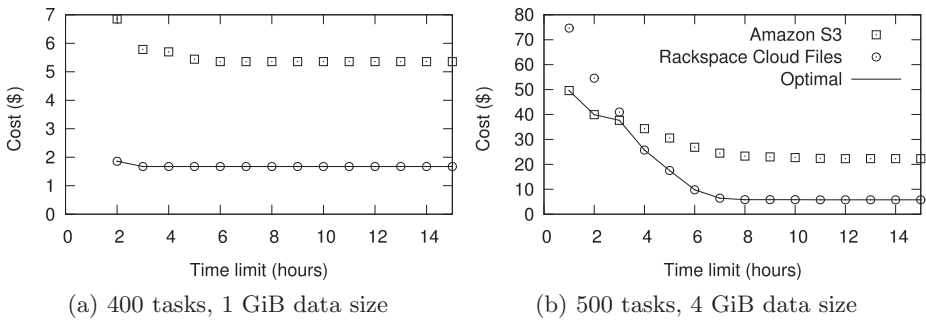 7
6
5
4
3
2
1
0
Cost ($)
0 2 4 6 8 10 12 14
Time limit (hours)
(a) 400 tasks, 1 GiB data size
80
70
60
50
40
30
20
10
0
Cost ($)
Amazon S3
Rackspace Cloud Files
Optimal
0 2 4 6 8 10 12 14
Time limit (hours)
(b) 500 tasks, 4 GiB data size